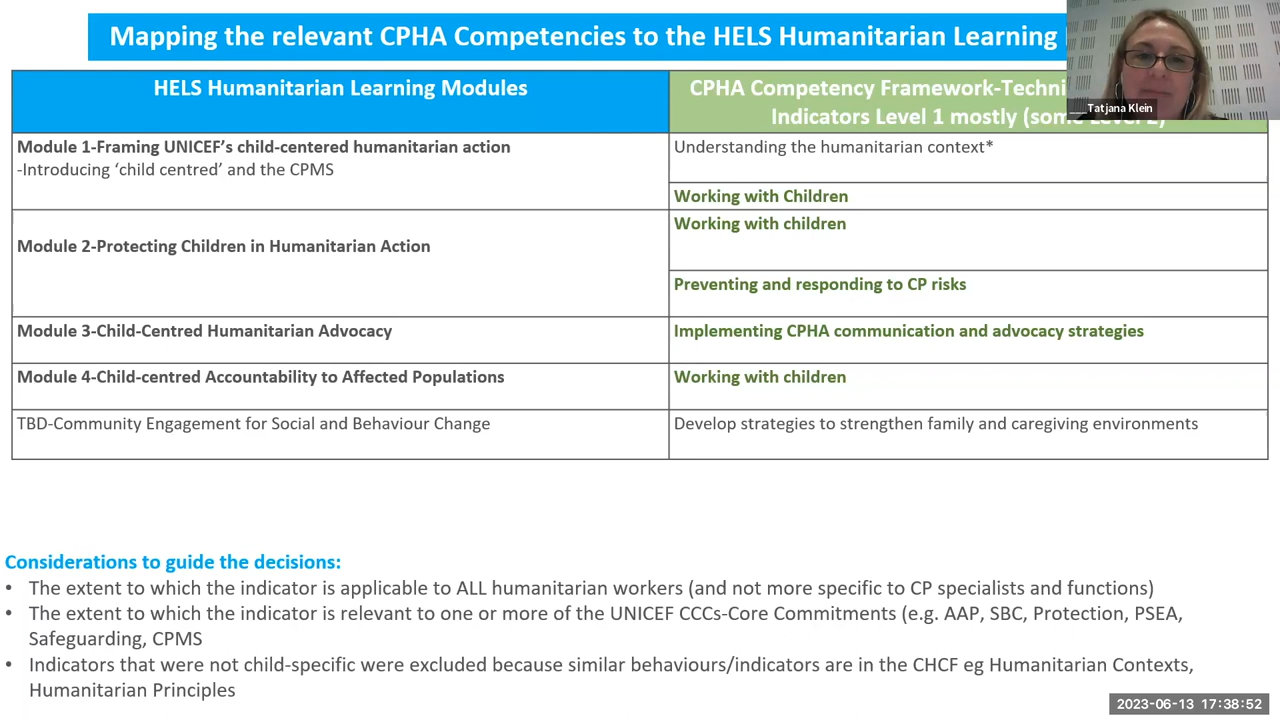 Mapping the relevant CPHA Competencies to the HELS Humanitarian Learning
HELS Humanitarian Learning Modules
CPHA Competency Framework-Techni
Indicators Level 1 mostly (some Level 2)
Tatjana Klein
Module 1-Framing UNICEF's child-centered humanitarian action
-Introducing 'child centred' and the CPMS
Understanding the humanitarian context*
Working with Children
Module 2-Protecting Children in Humanitarian Action
Working with children
Preventing and responding to CP risks
Module 3-Child-Centred Humanitarian Advocacy
Implementing CPHA communication and advocacy strategies
Module 4-Child-centred Accountability to Affected Populations
Working with children
TBD-Community Engagement for Social and Behaviour Change
Develop strategies to strengthen family and caregiving environments
Considerations to guide the decisions:
• The extent to which the indicator is applicable to ALL humanitarian workers (and not more specific to CP specialists and functions)
• The extent to which the indicator is relevant to one or more of the UNICEF CCCs-Core Commitments (e.g. AAP, SBC, Protection, PSEA,
Safeguarding, CPMS
• Indicators that were not child-specific were excluded because similar behaviours/indicators are in the CHCF eg Humanitarian Contexts,
Humanitarian Principles
2023-06-13 17:38:52